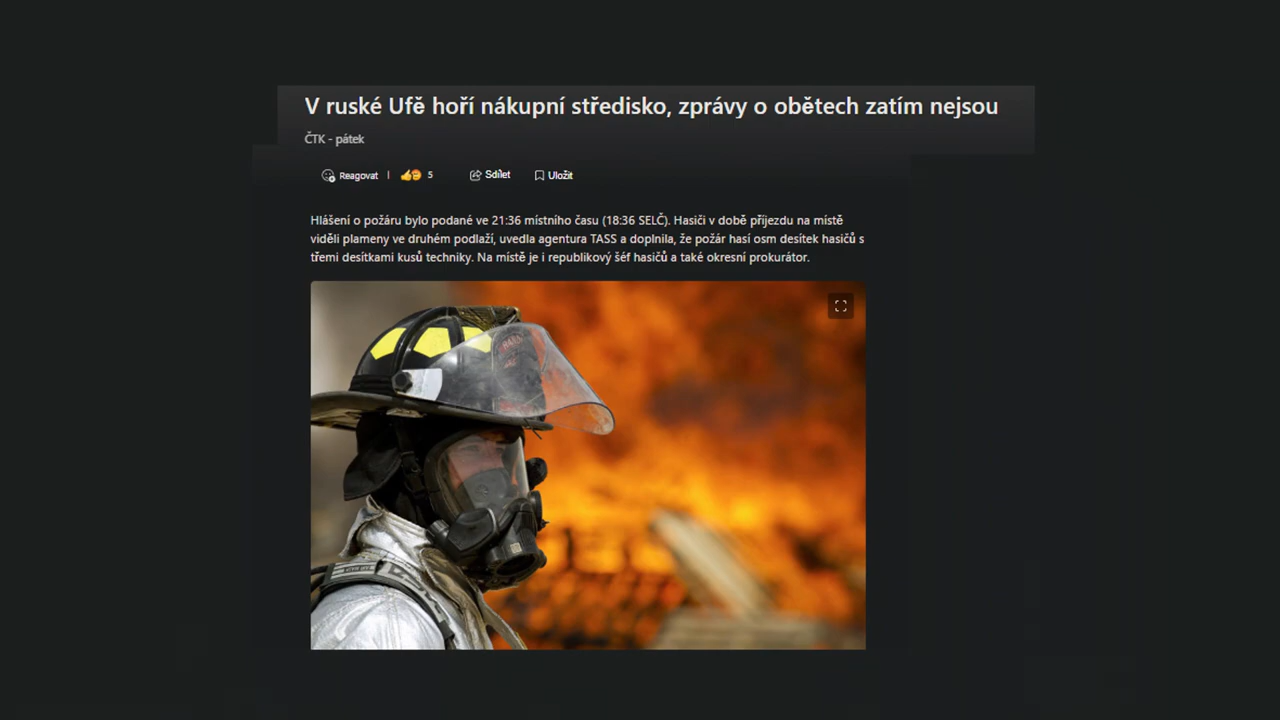 V ruské Ufě hoří nákupní středisko, zprávy o obětech zatím nejsou
ČTK - pátek
Reagovat | 5 Sdílet Uložit
Hlášení o požáru bylo podané ve 21:36 místního času (18:36 SELČ). Hasiči v době příjezdu na místě
viděli plameny ve druhém podlaží, uvedla agentura TASS a doplnila, že požár hasí osm desítek hasičů s
třemi desítkami kusů techniky. Na místě je i republikový šéf hasičů a také okresní prokurátor.